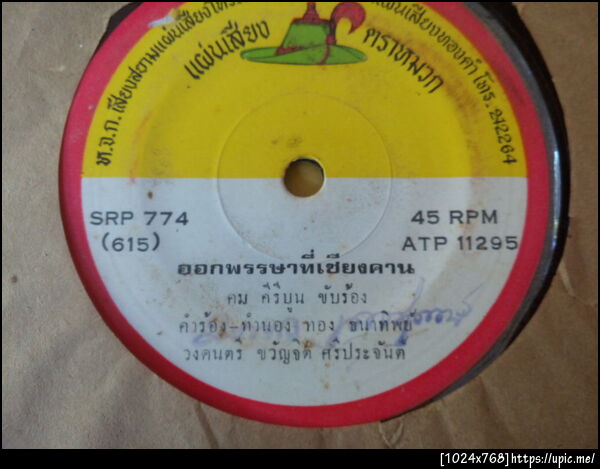 ห.จ.ก. เสียงสยามแผ่นเสียง
แผ่นเสียงทองคำ โทร. 212264
แผ่นเสียง
ตราหมวก
SRP 774
(615)
45 RPM
ATP 11295
ออกพรรษาที่เชียงคาน
คม คีรีบูน ขับร้อง
คำร้อง-ทำนอง ทอง ธนาทิพย์
วงดนตรี ขวัญจิต ศรีประจันต์
[1024x768]https://upic.me/